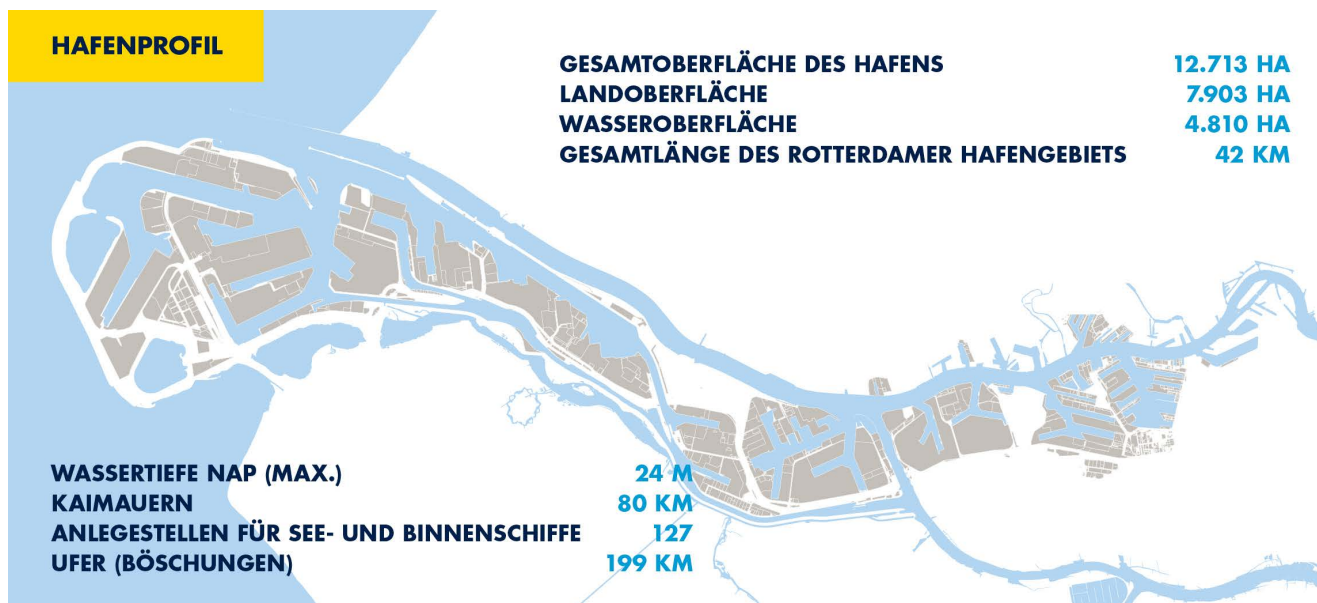 HAFENPROFIL
GESAMTOBERFLÄCHE DES HAFENS 12.713 HA
LANDOBERFLÄCHE 7.903 HA
WASSEROBERFLÄCHE 4.810 HA
GESAMTLÄNGE DES ROTTERDAMER HAFENGEBIETS 42 KM
WASSERTIEFE NAP (MAX.) 24 M
KAIMAUERN 80 KM
ANLEGESTELLEN FÜR SEE- UND BINNENSCHIFFE 127
UFER (BÖSCHUNGEN) 199 KM